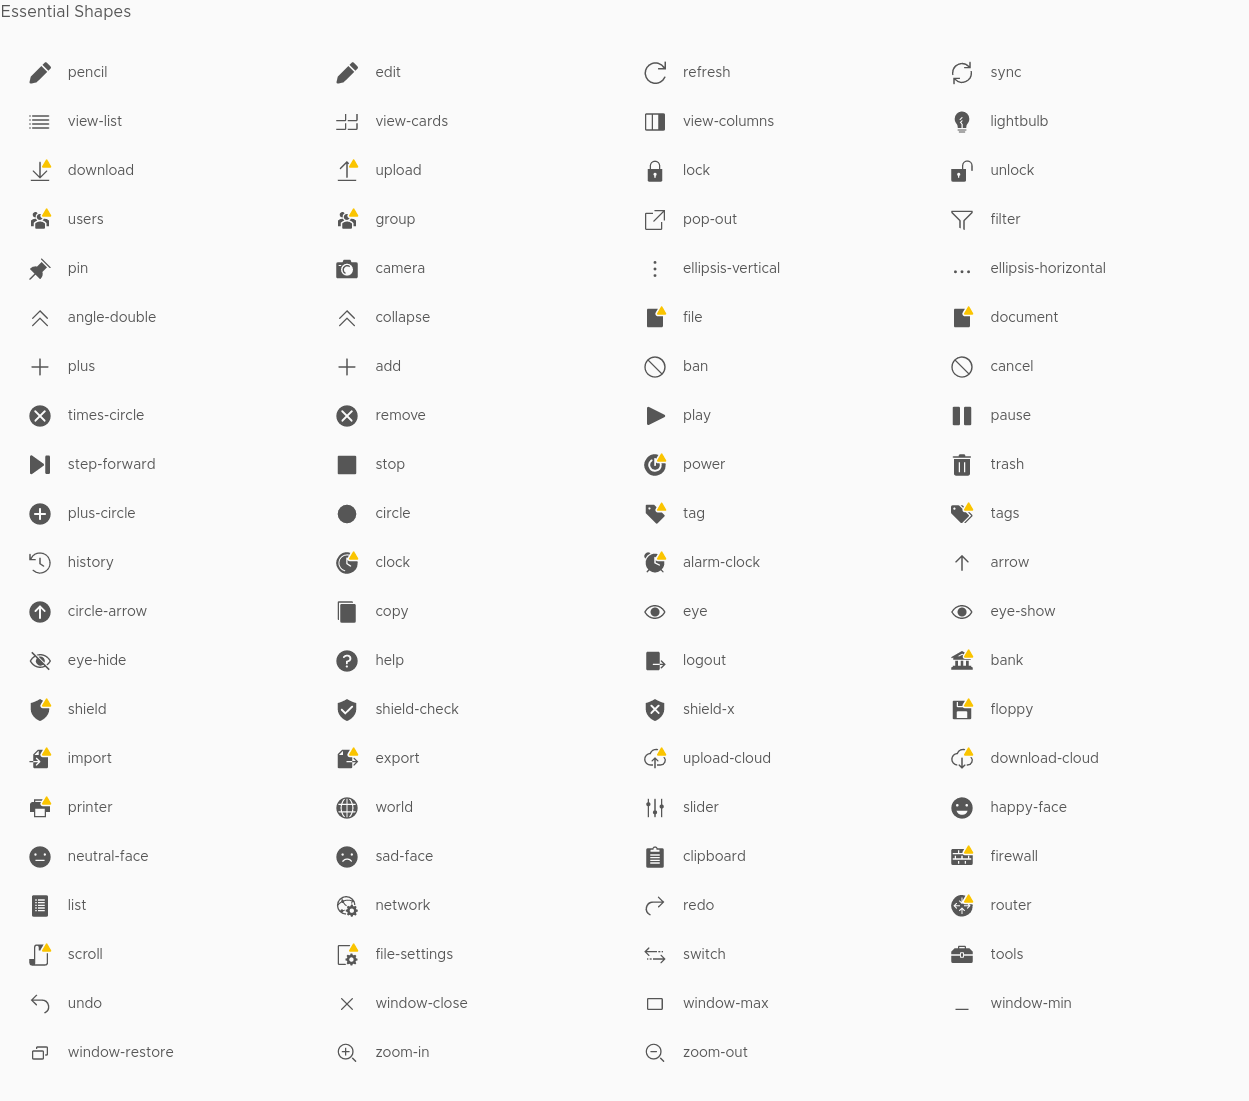 Essential Shapes
pencil edit refresh sync
view-list view-cards view-columns lightbulb
download upload lock unlock
users group pop-out filter
pin camera ellipsis-vertical ellipsis-horizontal
angle-double collapse file document
plus add ban cancel
times-circle remove play pause
step-forward stop power trash
plus-circle circle tag tags
history clock alarm-clock arrow
circle-arrow copy eye eye-show
eye-hide help logout bank
shield shield-check shield-x floppy
import export upload-cloud download-cloud
printer world slider happy-face
neutral-face sad-face clipboard firewall
list network redo router
scroll file-settings switch tools
undo window-close window-max window-min
window-restore zoom-in zoom-out